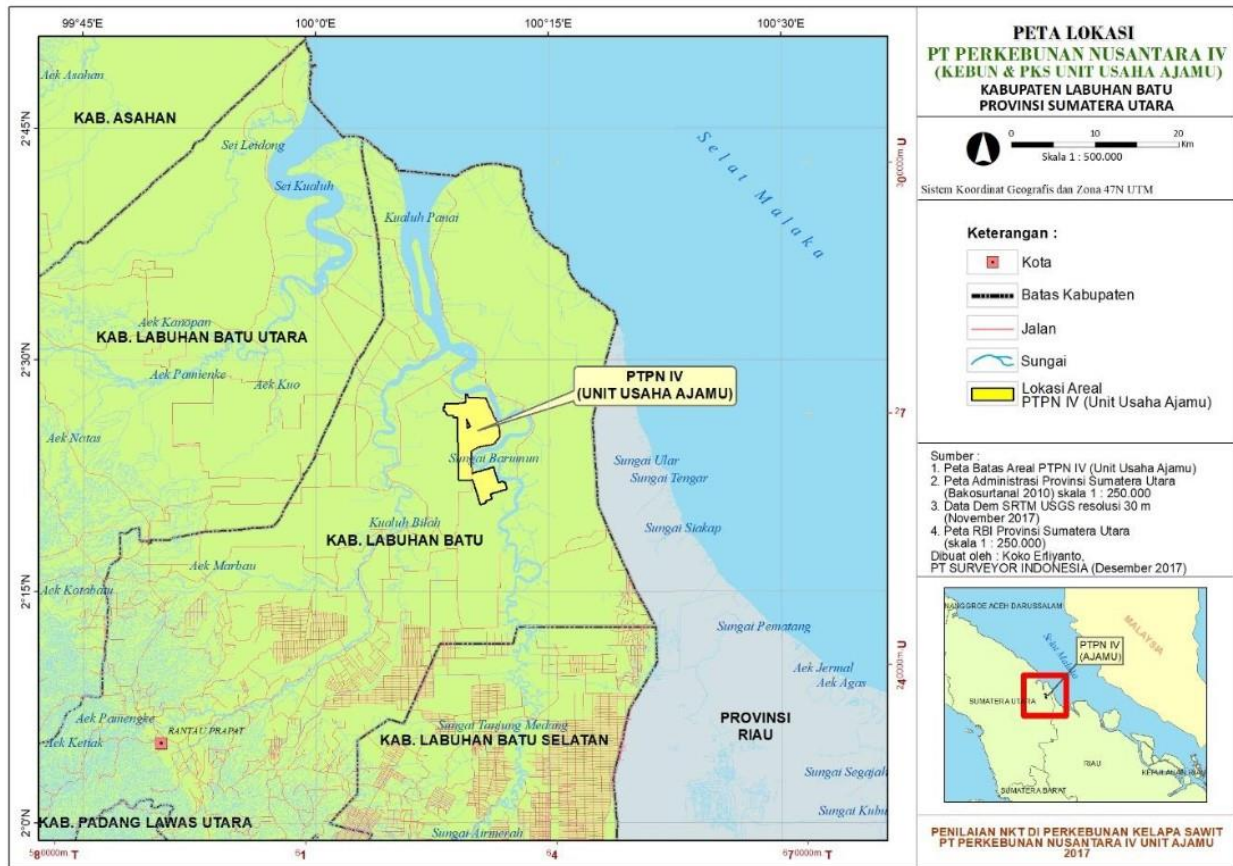 99°45'E
100°0'E
100°15'E
100°30'E
2°45'N
2°30'N
2°15'N
2°0'N
Aek Asahan
KAB. ASAHAN
Sei Leidong
Sei Kualuh
Kualuh Panai
Selat Malaka
Aek Kanopan
KAB. LABUHAN BATU UTARA
Aek Pamienke
Aek Kuo
Aek Natas
PTPN IV
(UNIT USAHA AJAMU)
Sungai Barumun
Sungai Ular
Sungai Tengar
Sungai Siakap
Kualuh Bilah
KAB. LABUHAN BATU
Aek Marbau
Aek Kotabatu
Sungai Pematang
Aek Jermal
Aek Agas
Aek Pamengke
RANTAU PRAPAT
Aek Ketiak
Sungai Tanjung Medang
KAB. LABUHAN BATU SELATAN
PROVINSI
RIAU
Sungai Segajah
Sungai Kubu
KAB. PADANG LAWAS UTARA
Sungai Airmerah
PETA LOKASI
PT PERKEBUNAN NUSANTARA IV
(KEBUN & PKS UNIT USAHA AJAMU)
KABUPATEN LABUHAN BATU
PROVINSI SUMATERA UTARA
0 10 20
Km
Skala 1 : 500.000
Sistem Koordinat Geografis dan Zona 47N UTM
Keterangan :
Kota
Batas Kabupaten
Jalan
Sungai
Lokasi Areal
PTPN IV (Unit Usaha Ajamu)
Sumber :
1. Peta Batas Areal PTPN IV (Unit Usaha Ajamu)
2. Peta Administrasi Provinsi Sumatera Utara
(Bakosurtanal 2010) skala 1 : 250.000
3. Data Dem SRTM USGS resolusi 30 m
(November 2017)
4. Peta RBI Provinsi Sumatera Utara
(skala 1 : 250.000)
Dibuat oleh : Koko Erliyanto,
PT SURVEYOR INDONESIA (Desember 2017)
NANGGROE ACEH DARUSSALAM
MALAYSIA
Selat Malaka
PTPN IV
(AJAMU)
SUMATERA UTARA
RIAU
KEPULAUAN RIAU
SUMATERA BARAT
PENILAIAN NKT DI PERKEBUNAN KELAPA SAWIT
PT PERKEBUNAN NUSANTARA IV UNIT AJAMU
2017